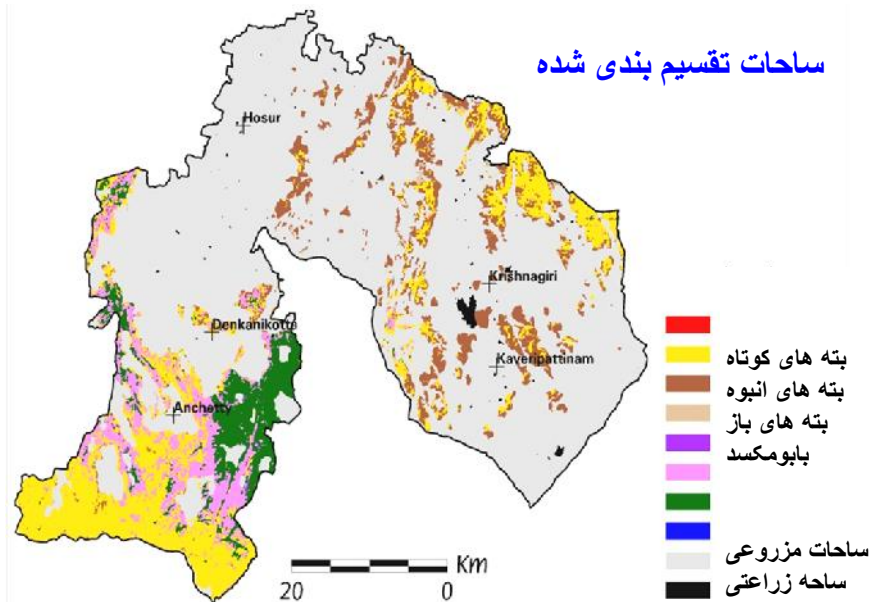 ساحات تقسیم بندی شده
Hosur
Krishnagiri
Denkanikotta
Kaveripattinam
Anchetty
بته های کوتاه
بته های انبوه
بته های باز
بابومکسد
ساحات مزروعی
ساحه زراعتی
Km
20 0